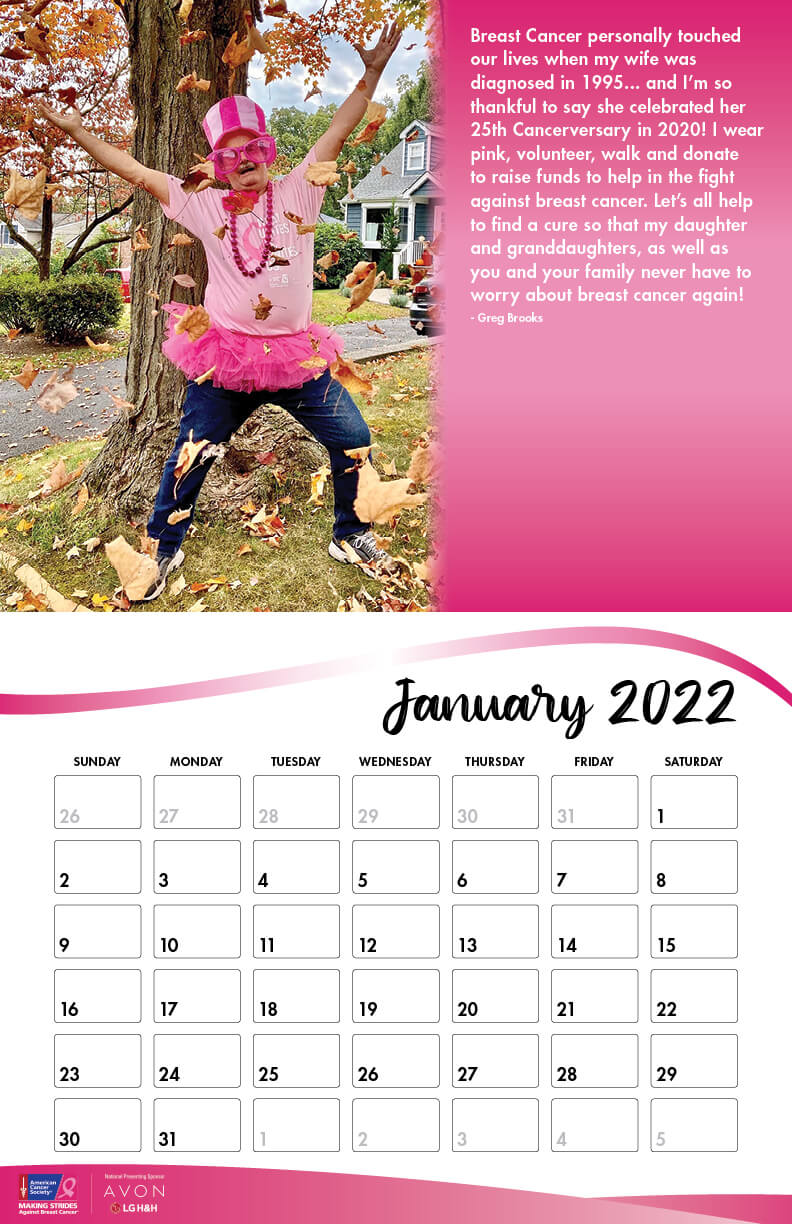 Breast Cancer personally touched
our lives when my wife was
diagnosed in 1995... and I'm so
thankful to say she celebrated her
25th Cancerversary in 2020! I wear
pink, volunteer, walk and donate
to raise funds to help in the fight
against breast cancer. Let's all help
to find a cure so that my daughter
and granddaughters, as well as
you and your family never have to
worry about breast cancer again!
- Greg Brooks
January 2022
SUNDAY MONDAY TUESDAY WEDNESDAY THURSDAY FRIDAY SATURDAY
26 27 28 29 30 31 1
2 3 4 5 6 7 8
9 10 11 12 13 14 15
16 17 18 19 20 21 22
23 24 25 26 27 28 29
30 31 1 2 3 4 5
American
Cancer
Society
MAKING STRIDES
Against Breast Cancer
National Presenting Sponsor
AVON
LG H&H